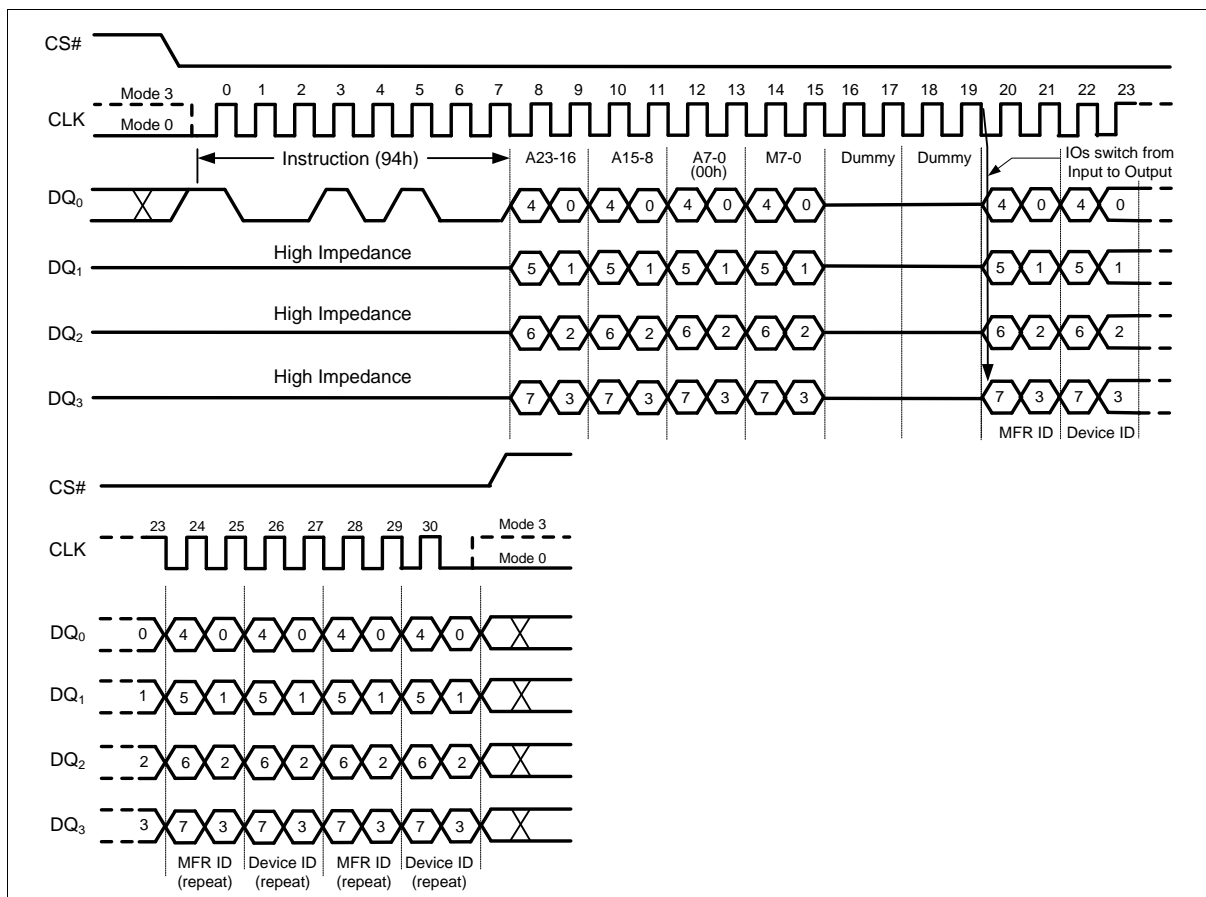 CS#
Mode 3
0 1 2 3 4 5 6 7 8 9 10 11 12 13 14 15 16 17 18 19 20 21 22 23
CLK
Mode 0
Instruction (94h)
A23-16 A15-8 A7-0 (00h) M7-0 Dummy Dummy
IOs switch from
Input to Output
DQ0 4 0 4 0 4 0 4 0 4 0 4 0
High Impedance
DQ1 5 1 5 1 5 1 5 1 5 1 5 1
High Impedance
DQ2 6 2 6 2 6 2 6 2 6 2 6 2
High Impedance
DQ3 7 3 7 3 7 3 7 3 7 3 7 3
MFR ID Device ID
CS#
23 24 25 26 27 28 29 30
Mode 3
CLK
Mode 0
DQ0 0 4 0 4 0 4 0 4 0
DQ1 1 5 1 5 1 5 1 5 1
DQ2 2 6 2 6 2 6 2 6 2
DQ3 3 7 3 7 3 7 3 7 3
MFR ID Device ID MFR ID Device ID
(repeat) (repeat) (repeat) (repeat)